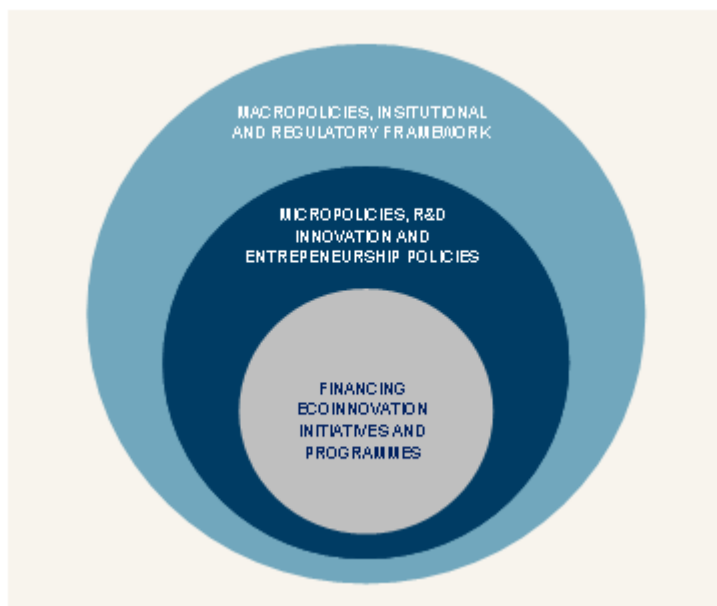 MACROPOLICIES, INSITUTIONAL
AND REGULATORY FRAMEWORK
MICROPOLICIES, R&D
INNOVATION AND
ENTREPENEURSHIP POLICIES
FINANCING
ECOINNOVATION
INITIATIVES AND
PROGRAMMES